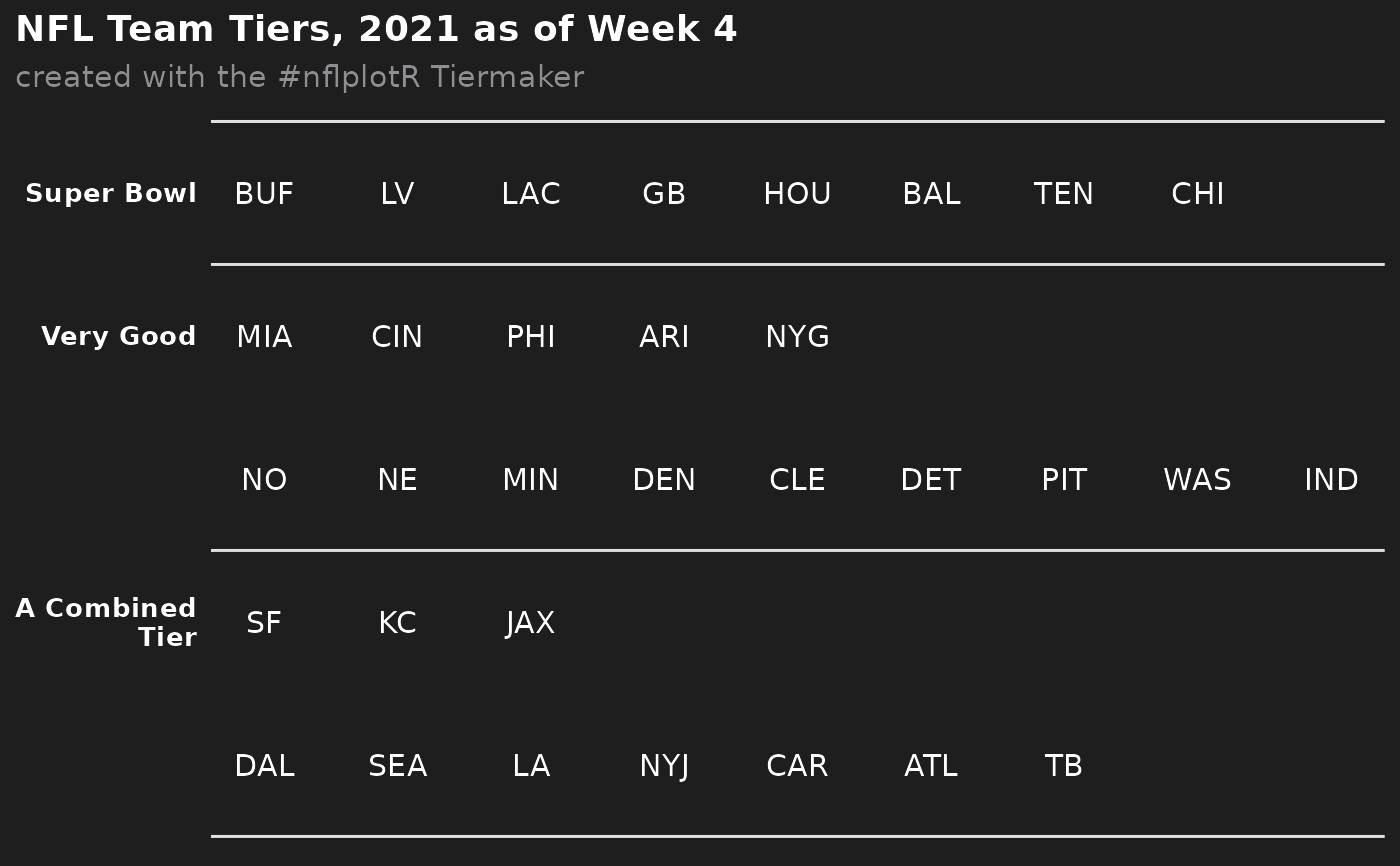 NFL Team Tiers, 2021 as of Week 4
created with the #nflplotR Tiermaker
Super Bowl BUF LV LAC GB HOU BAL TEN CHI
Very Good MIA CIN PHI ARI NYG
NO NE MIN DEN CLE DET PIT WAS IND
A Combined
Tier
SF KC JAX
DAL SEA LA NYJ CAR ATL TB